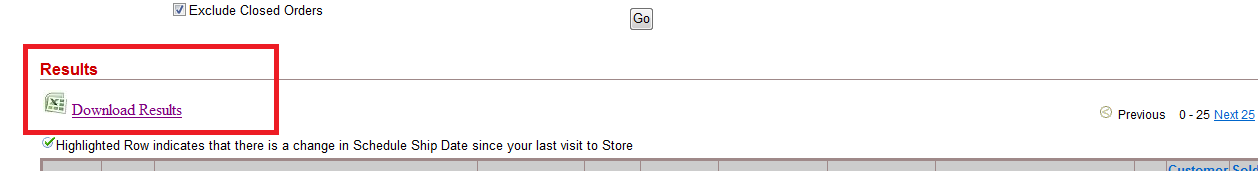 Exclude Closed Orders
Go
Results
Download Results
Previous 0 - 25 Next 25
Highlighted Row indicates that there is a change in Schedule Ship Date since your last visit to Store
Customer Sold